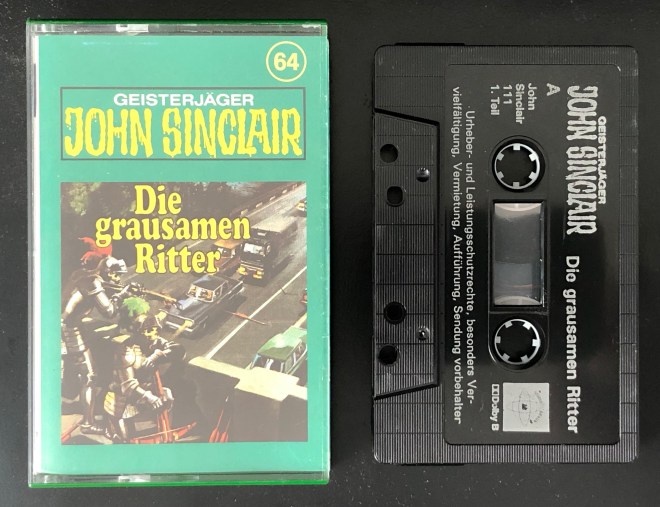 64
GEISTERJÄGER
JOHN SINCLAIR
Die
grausamen
Ritter
GEISTERJÄGER
JOHN SINCLAIR
Die grausamen Ritter
A
John
Sinclair
111
1. Teil
Urheber- und Leistungsschutzrechte, besonders Ver-
vielfältigung, Vermietung, Aufführung, Sendung vorbehalten
Dolby B